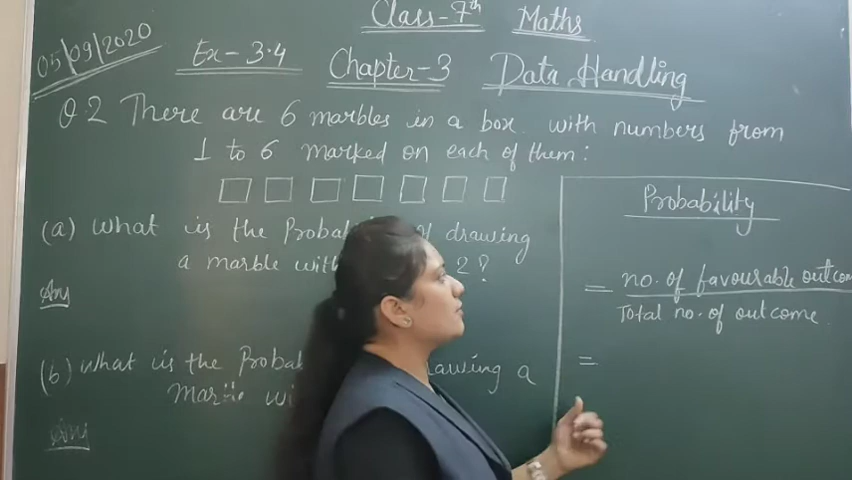 Class-7th Maths
05/09/2020
Ex-3.4 Chapter-3 Data Handling
Q.2 There are 6 marbles in a box with numbers from
1 to 6 marked on each of them:
(a) What is the Probab of drawing
a marble with 2?
Ans
(b) What is the Probab drawing a
Marble wi
Ans
Probability
= no. of favourable outcom
Total no. of outcome
=